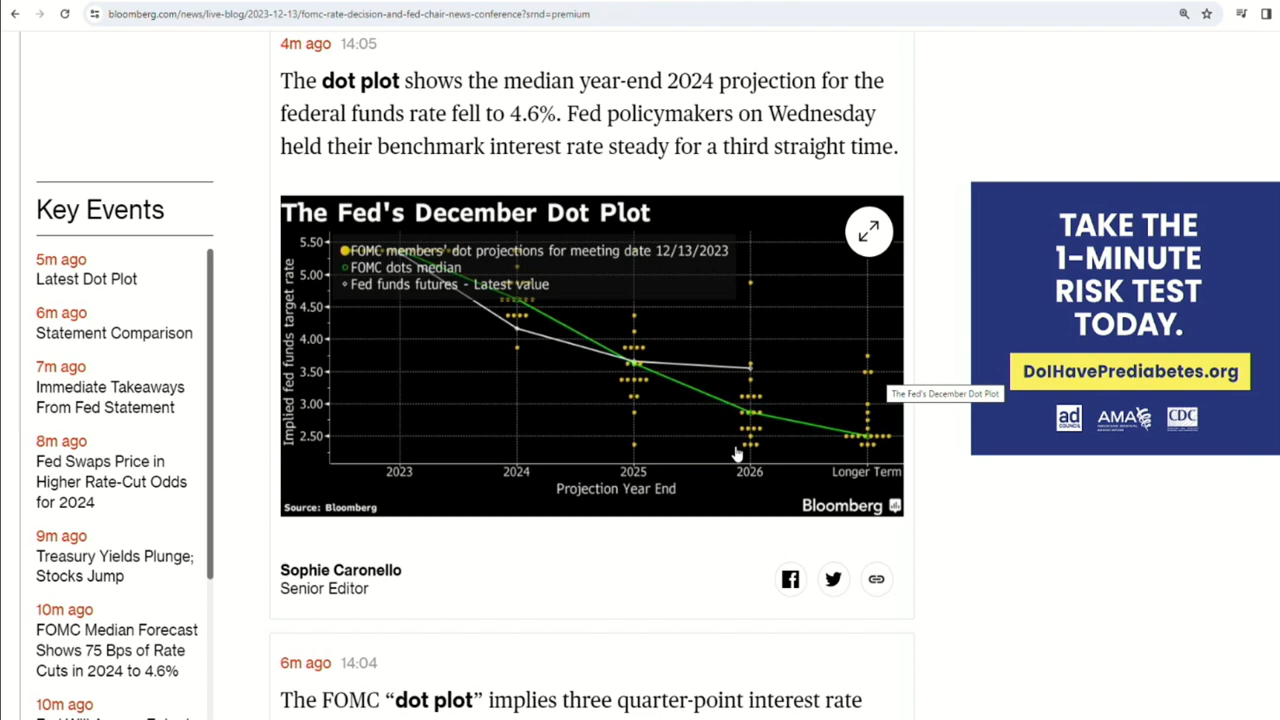 bloomberg.com/news/live-blog/2023-12-13/fomc-rate-decision-and-fed-chair-news-conference?srnd=premium
4m ago 14:05
The dot plot shows the median year-end 2024 projection for the
federal funds rate fell to 4.6%. Fed policymakers on Wednesday
held their benchmark interest rate steady for a third straight time.
Key Events
5m ago
Latest Dot Plot
6m ago
Statement Comparison
7m ago
Immediate Takeaways
From Fed Statement
8m ago
Fed Swaps Price in
Higher Rate-Cut Odds
for 2024
9m ago
Treasury Yields Plunge;
Stocks Jump
10m ago
FOMC Median Forecast
Shows 75 Bps of Rate
Cuts in 2024 to 4.6%
10m ago
The Fed's December Dot Plot
FOMC members' dot projections for meeting date 12/13/2023
FOMC dots median
Fed funds futures - Latest value
Implied fed funds target rate
5.50
5.00
4.50
4.00
3.50
3.00
2.50
2023 2024 2025 2026 Longer Term
Projection Year End
Source: Bloomberg
Bloomberg
The Fed's December Dot Plot
Sophie Caronello
Senior Editor
6m ago 14:04
The FOMC “dot plot” implies three quarter-point interest rate
TAKE THE
1-MINUTE
RISK TEST
TODAY.
DoIHavePrediabetes.org
ad
COUNCIL
AMA
CDC